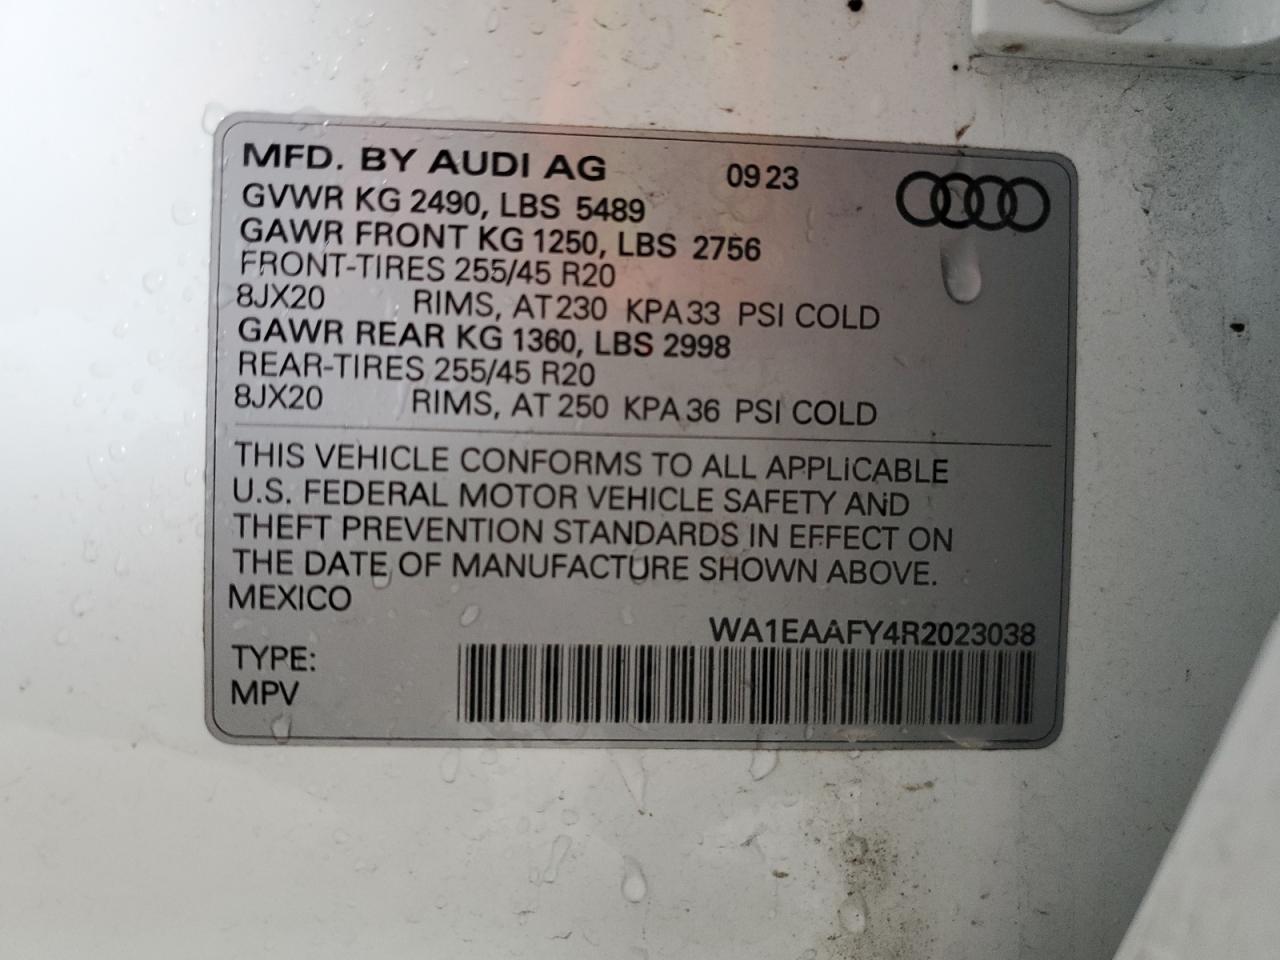 MFD. BY AUDI AG 09 23
GVWR KG 2490, LBS 5489
GAWR FRONT KG 1250, LBS 2756
FRONT-TIRES 255/45 R20
8JX20 RIMS, AT 230 KPA 33 PSI COLD
GAWR REAR KG 1360, LBS 2998
REAR-TIRES 255/45 R20
8JX20 RIMS, AT 250 KPA 36 PSI COLD
THIS VEHICLE CONFORMS TO ALL APPLICABLE
U.S. FEDERAL MOTOR VEHICLE SAFETY AND
THEFT PREVENTION STANDARDS IN EFFECT ON
THE DATE OF MANUFACTURE SHOWN ABOVE.
MEXICO
WA1EAAFY4R2023038
TYPE:
MPV